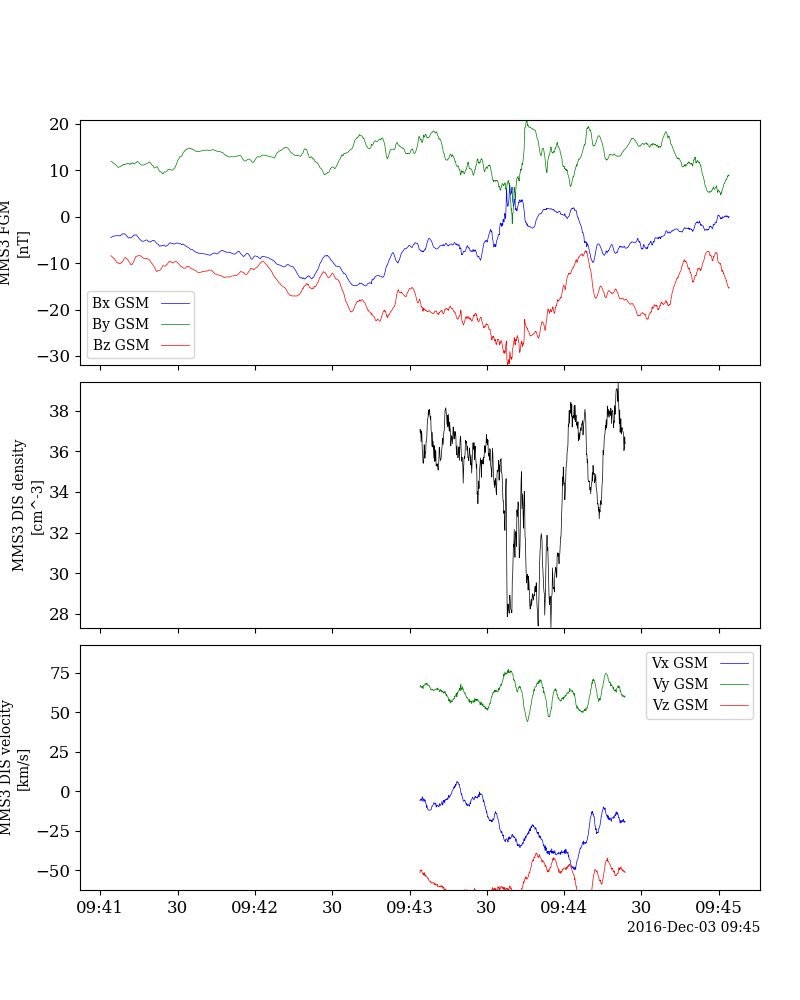 20
10
0
−10
−20
−30
MMS3 FGM
[nT]
Bx GSM
By GSM
Bz GSM
38
36
34
32
30
28
MMS3 DIS density
[cm^-3]
75
50
25
0
−25
−50
MMS3 DIS velocity
[km/s]
Vx GSM
Vy GSM
Vz GSM
09:41 30 09:42 30 09:43 30 09:44 30 09:45
2016-Dec-03 09:45